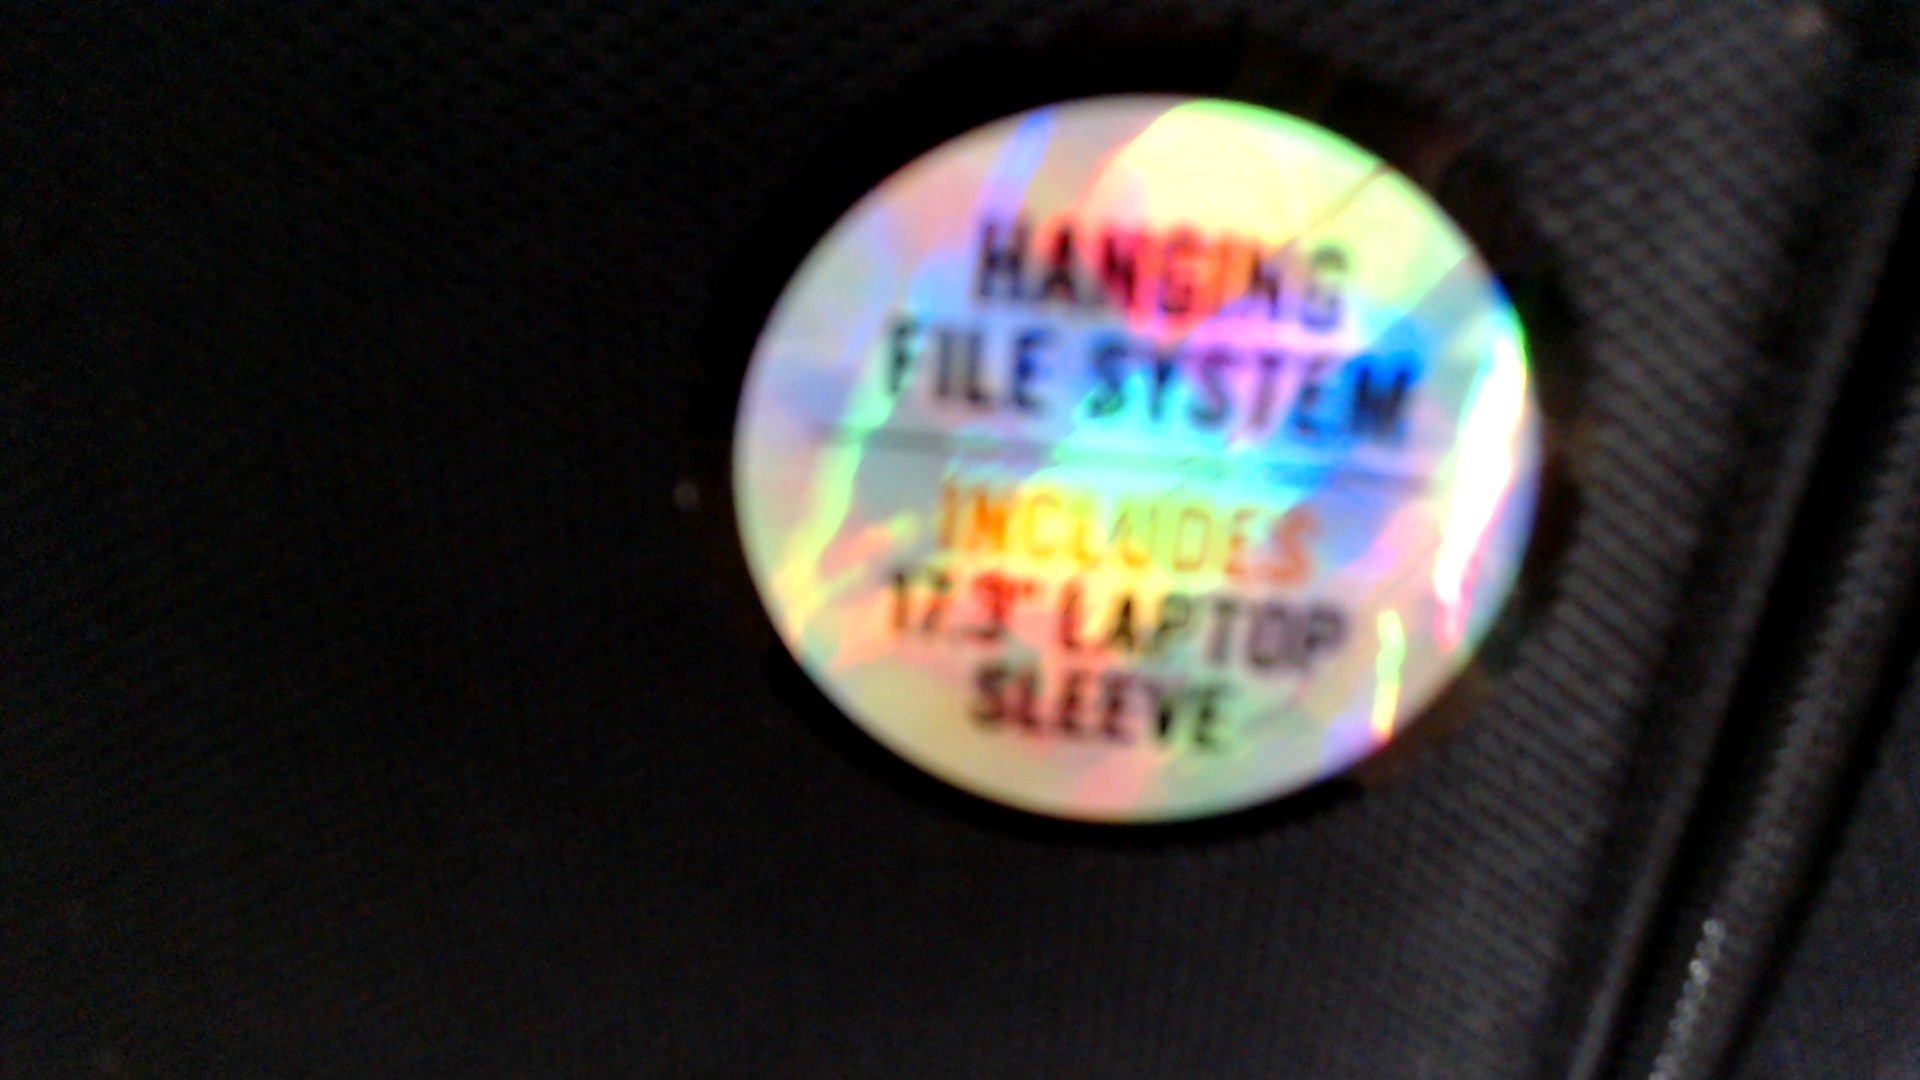 HANGING
FILE SYSTEM
INCLUDES
17.3" LAPTOP
SLEEVE